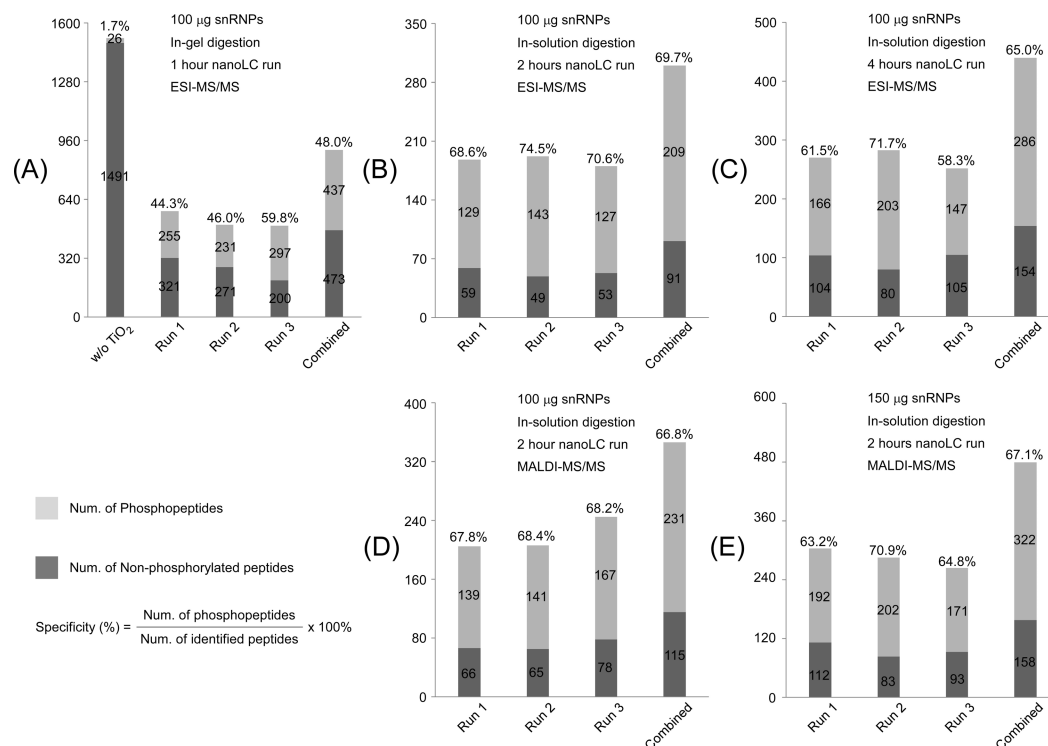 (A)
100 μg snRNPs
In-gel digestion
1 hour nanoLC run
ESI-MS/MS
1600
1280
960
640
320
0
1.7%
26
1491
44.3%
255
321
46.0%
231
271
59.8%
297
200
48.0%
437
473
w/o TiO2
Run 1
Run 2
Run 3
Combined
(B)
100 μg snRNPs
In-solution digestion
2 hours nanoLC run
ESI-MS/MS
350
280
210
140
70
0
68.6%
129
59
74.5%
143
49
70.6%
127
53
69.7%
209
91
Run 1
Run 2
Run 3
Combined
(C)
100 μg snRNPs
In-solution digestion
4 hours nanoLC run
ESI-MS/MS
500
400
300
200
100
0
61.5%
166
104
71.7%
203
80
58.3%
147
105
65.0%
286
154
Run 1
Run 2
Run 3
Combined
Num. of Phosphopeptides
Num. of Non-phosphorylated peptides
Specificity (%) = Num. of phosphopeptides / Num. of identified peptides x 100%
(D)
100 μg snRNPs
In-solution digestion
2 hour nanoLC run
MALDI-MS/MS
400
320
240
160
80
0
67.8%
139
66
68.4%
141
65
68.2%
167
78
66.8%
231
115
Run 1
Run 2
Run 3
Combined
(E)
150 μg snRNPs
In-solution digestion
2 hours nanoLC run
MALDI-MS/MS
600
480
360
240
120
0
63.2%
192
112
70.9%
202
83
64.8%
171
93
67.1%
322
158
Run 1
Run 2
Run 3
Combined